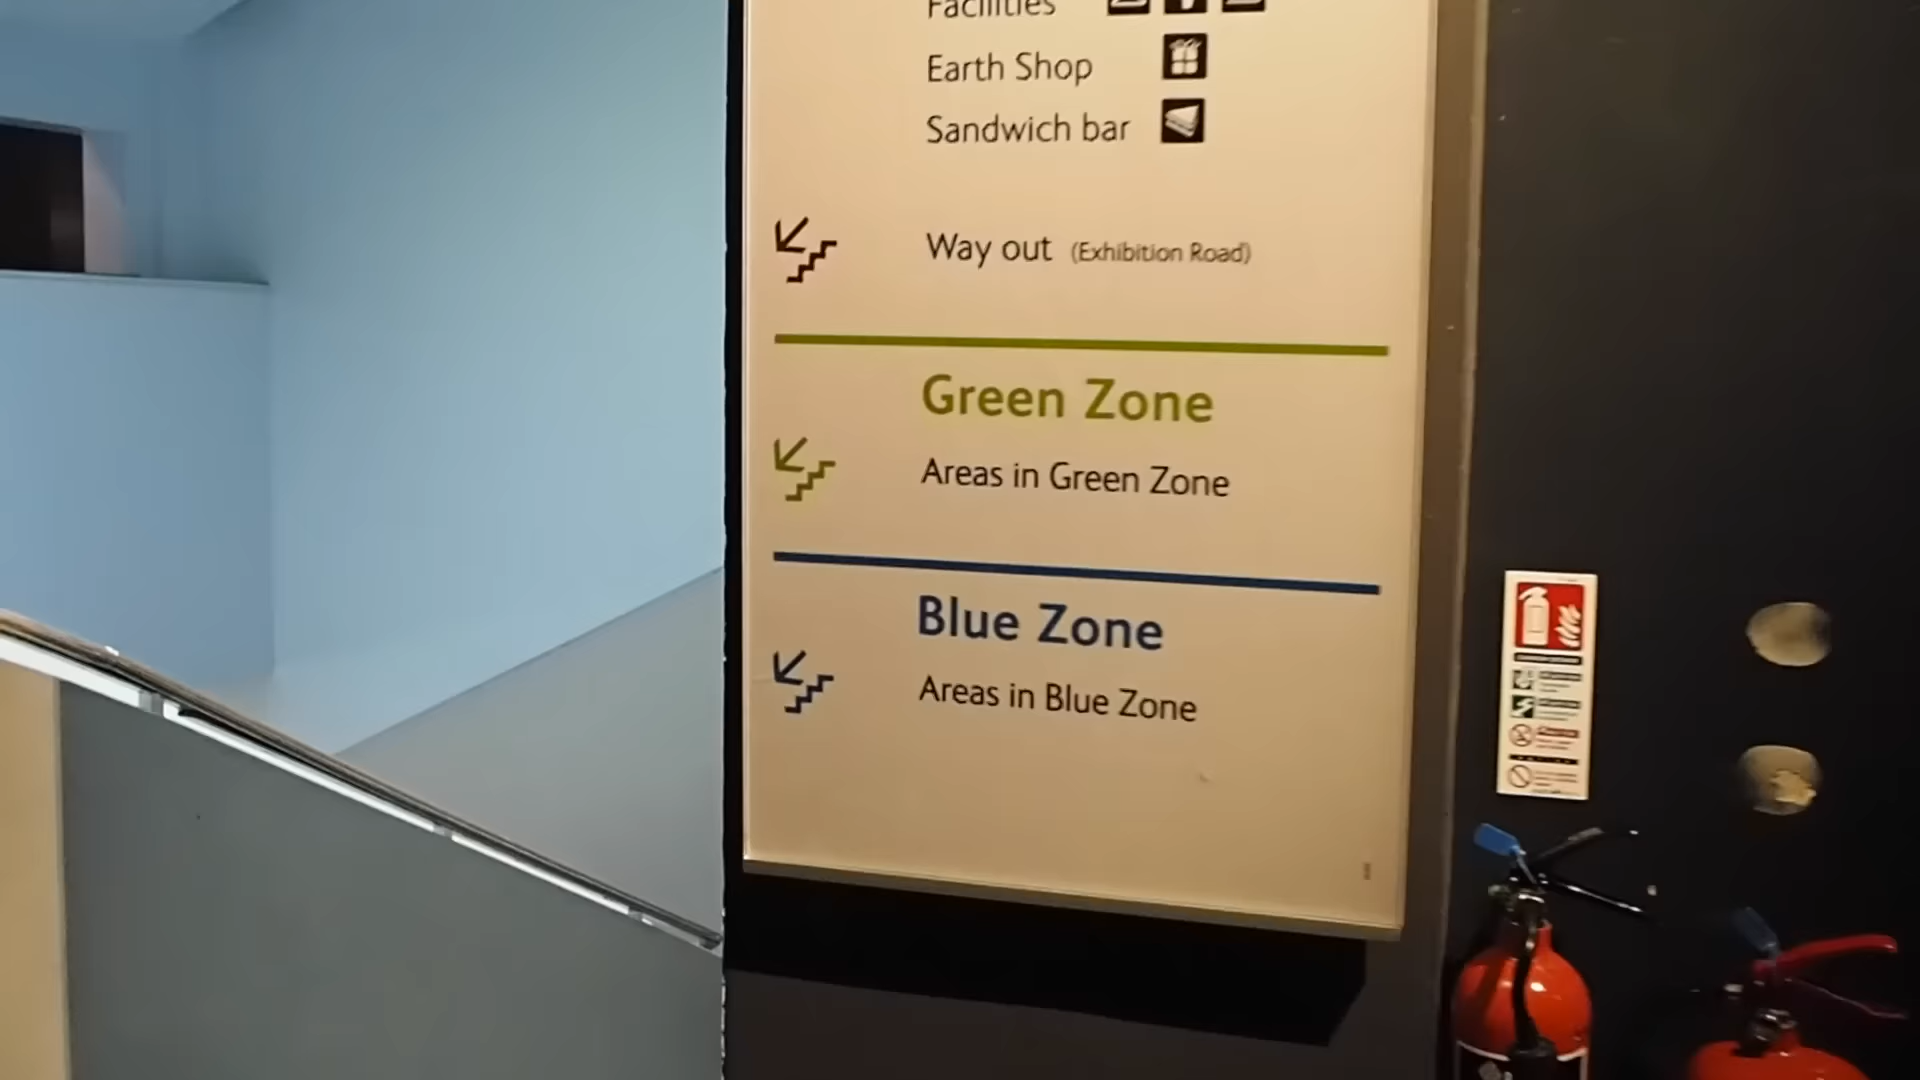 Facilities
Earth Shop
Sandwich bar
Way out (Exhibition Road)
Green Zone
Areas in Green Zone
Blue Zone
Areas in Blue Zone